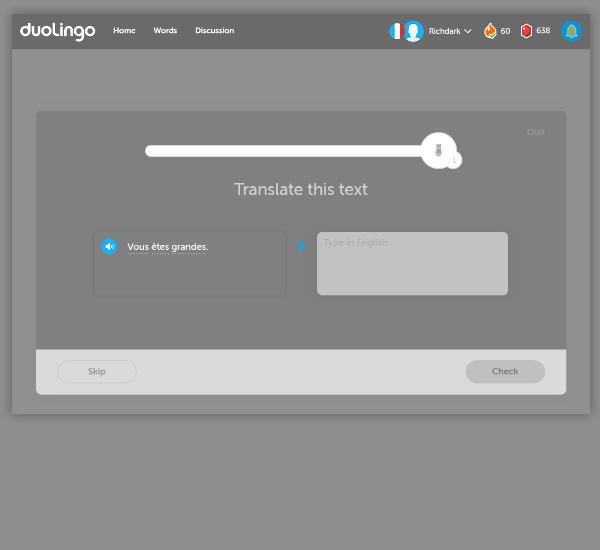 duolingo Home Words Discussion Richdark 60 638
Quit
1
Translate this text
Vous êtes grandes.
Type in English
Skip Check